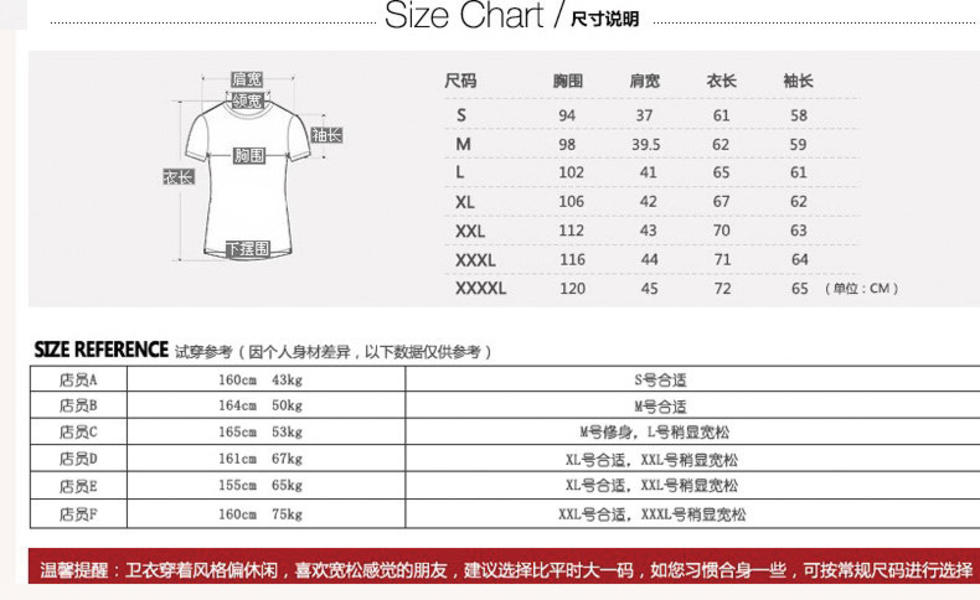 Size Chart / 尺寸说明
肩宽
领宽
袖长
胸围
衣长
下摆围
尺码 胸围 肩宽 衣长 袖长
S 94 37 61 58
M 98 39.5 62 59
L 102 41 65 61
XL 106 42 67 62
XXL 112 43 70 63
XXXL 116 44 71 64
XXXXL 120 45 72 65 （单位：CM）
SIZE REFERENCE 试穿参考（因个人身材差异，以下数据仅供参考）
店员A 160cm 43kg S号合适
店员B 164cm 50kg M号合适
店员C 165cm 53kg M号修身，L号稍显宽松
店员D 161cm 67kg XL号合适，XXL号稍显宽松
店员E 155cm 65kg XL号合适，XXL号稍显宽松
店员F 160cm 75kg XXL号合适，XXXL号稍显宽松
温馨提醒：卫衣穿着风格偏休闲，喜欢宽松感觉的朋友，建议选择比平时大一码，如您习惯合身一些，可按常规尺码进行选择